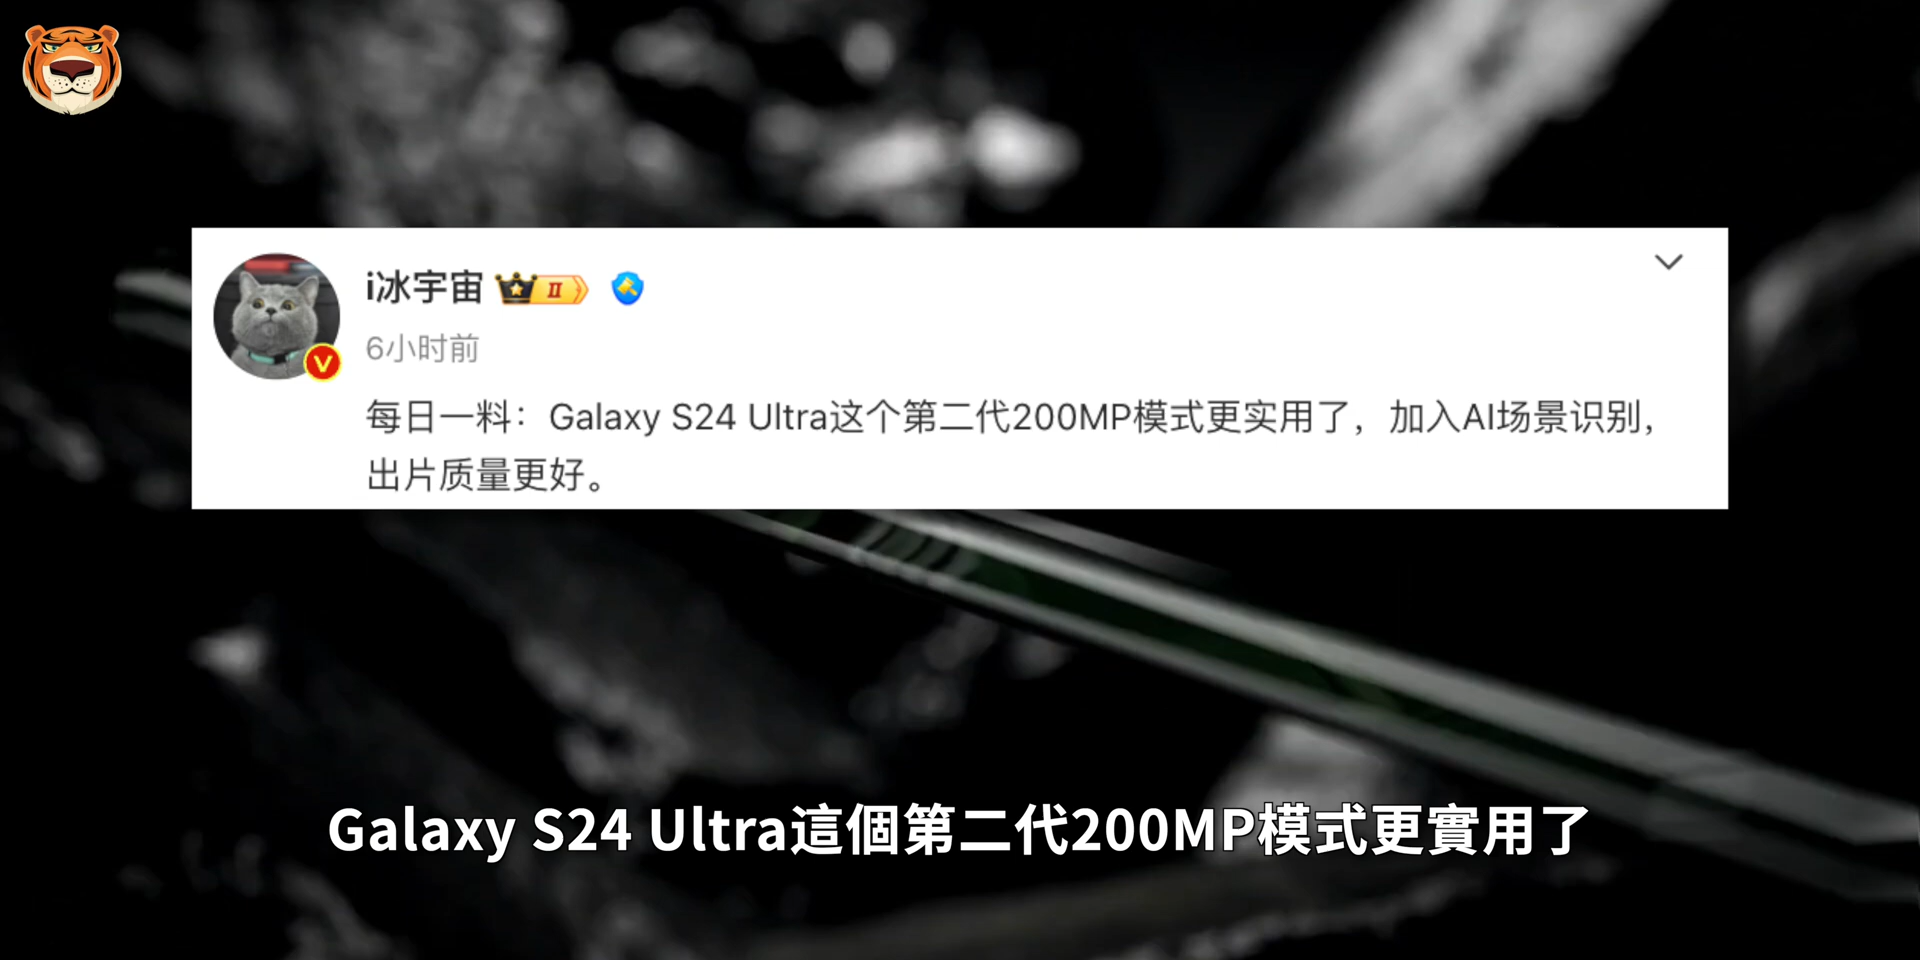 i冰宇宙
II
V
6小时前
每日一料：Galaxy S24 Ultra这个第二代200MP模式更实用了，加入AI场景识别，
出片质量更好。
Galaxy S24 Ultra這個第二代200MP模式更實用了